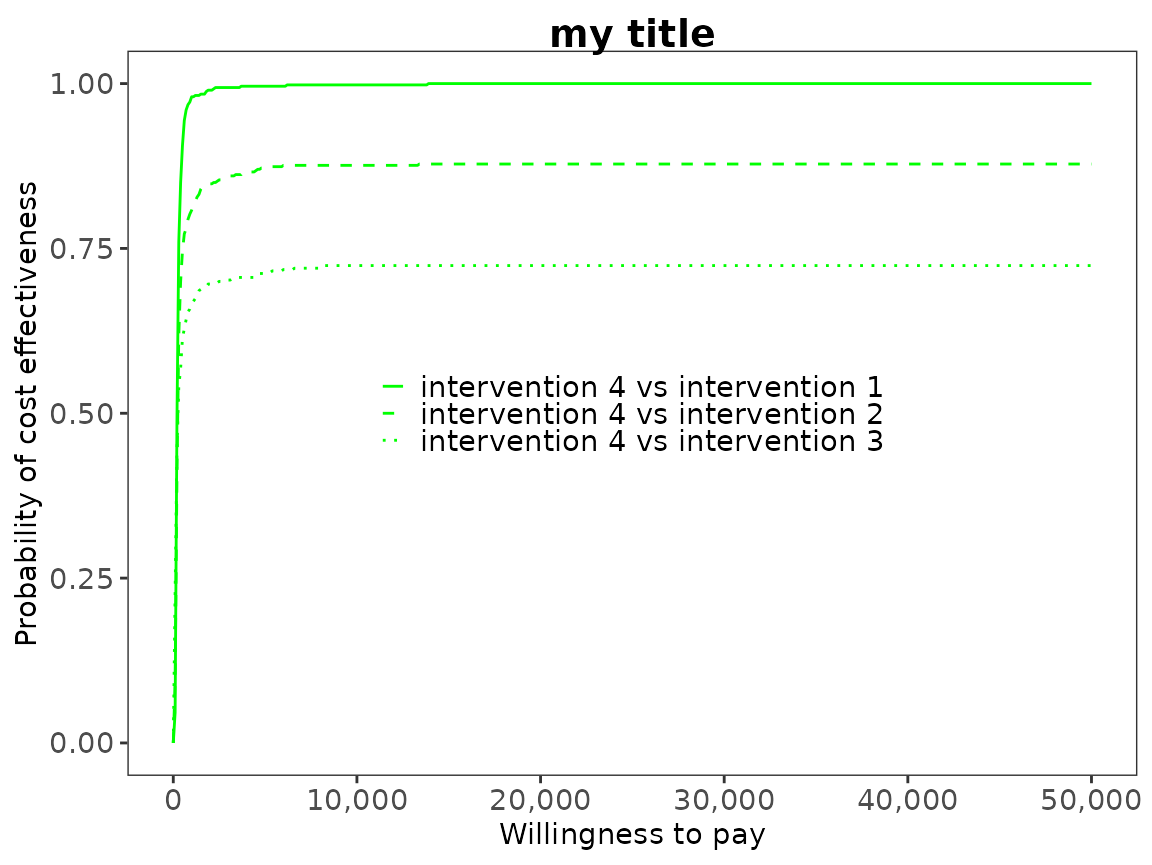 my title
1.00
0.75
0.50
0.25
0.00
Probability of cost effectiveness
intervention 4 vs intervention 1
intervention 4 vs intervention 2
intervention 4 vs intervention 3
0 10,000 20,000 30,000 40,000 50,000
Willingness to pay